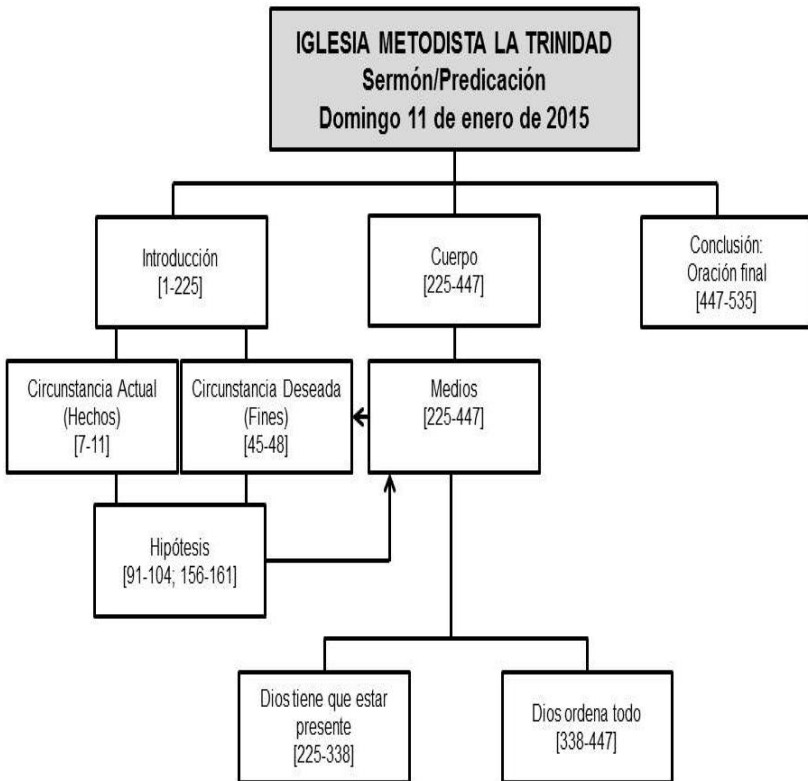 IGLESIA METODISTA LA TRINIDAD
Sermón/Predicación
Domingo 11 de enero de 2015
Introducción
[1-225]
Cuerpo
[225-447]
Conclusión:
Oración final
[447-535]
Circunstancia Actual
(Hechos)
[7-11]
Circunstancia Deseada
(Fines)
[45-48]
Medios
[225-447]
Hipótesis
[91-104; 156-161]
Dios tiene que estar
presente
[225-338]
Dios ordena todo
[338-447]